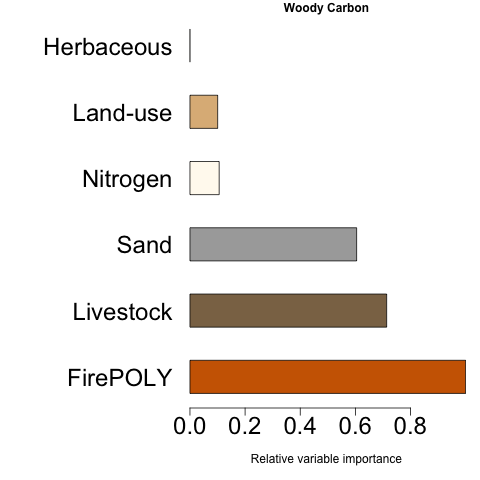 Woody Carbon
Herbaceous
Land-use
Nitrogen
Sand
Livestock
FirePOLY
0.0 0.2 0.4 0.6 0.8
Relative variable importance